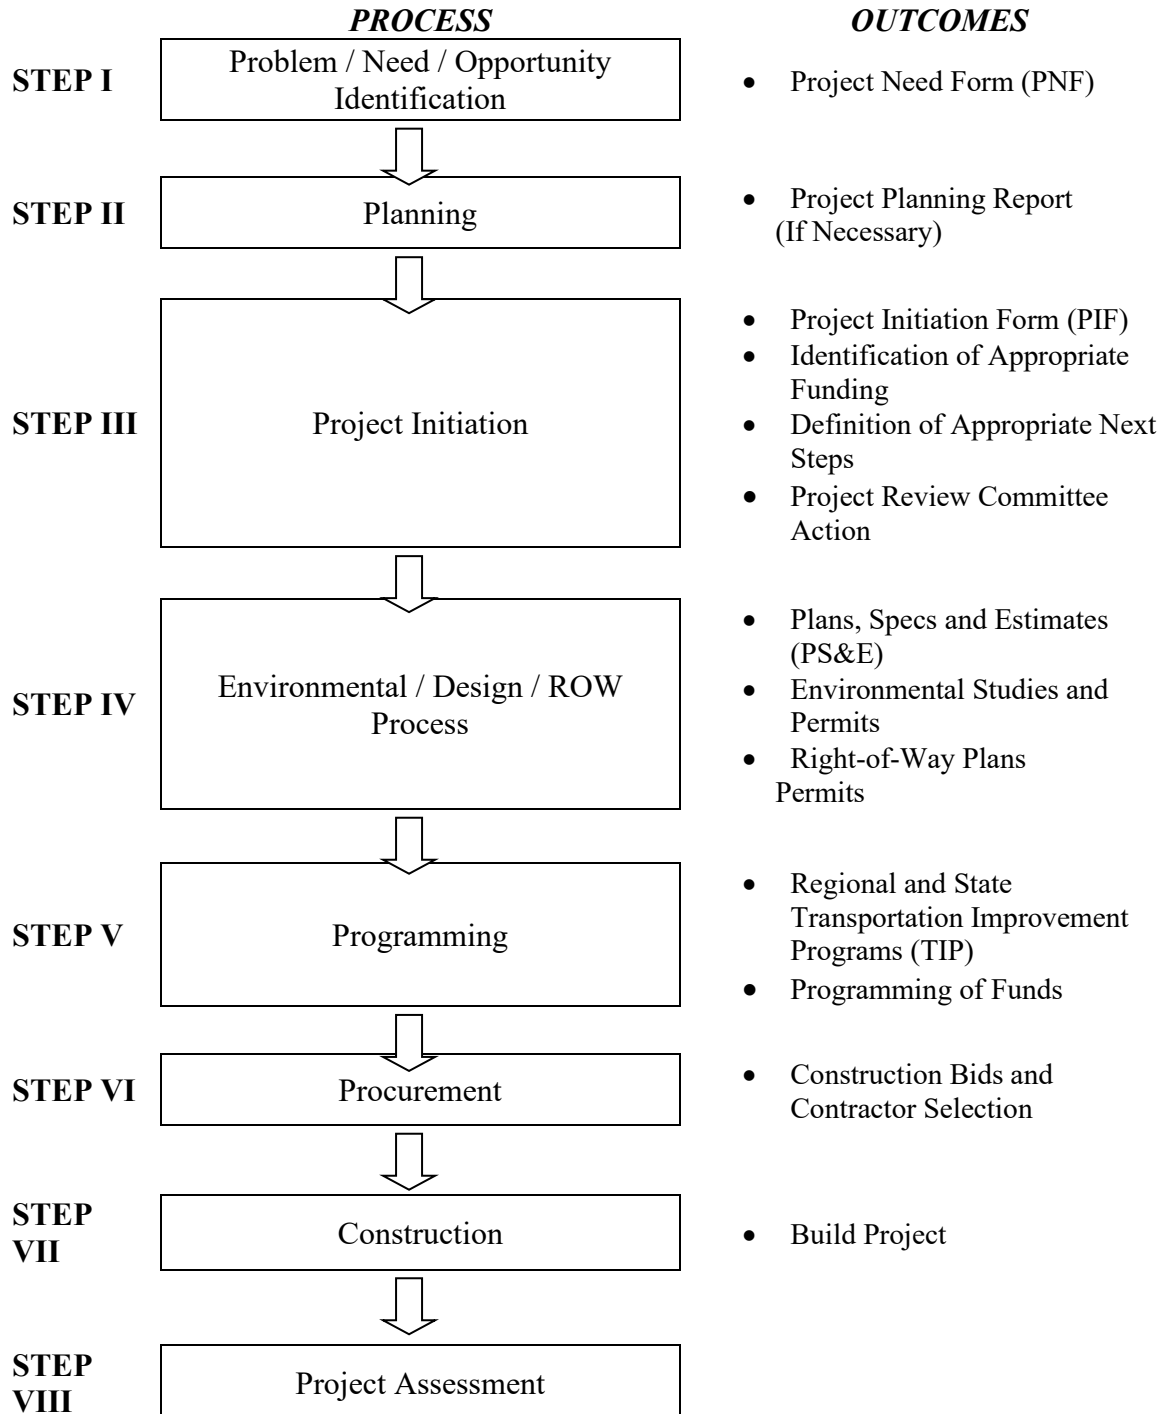 PROCESS
OUTCOMES
STEP I
Problem / Need / Opportunity
Identification
• Project Need Form (PNF)
STEP II
Planning
• Project Planning Report
(If Necessary)
STEP III
Project Initiation
• Project Initiation Form (PIF)
• Identification of Appropriate
Funding
• Definition of Appropriate Next
Steps
• Project Review Committee
Action
STEP IV
Environmental / Design / ROW
Process
• Plans, Specs and Estimates
(PS&E)
• Environmental Studies and
Permits
• Right-of-Way Plans
Permits
STEP V
Programming
• Regional and State
Transportation Improvement
Programs (TIP)
• Programming of Funds
STEP VI
Procurement
• Construction Bids and
Contractor Selection
STEP
VII
Construction
• Build Project
STEP
VIII
Project Assessment